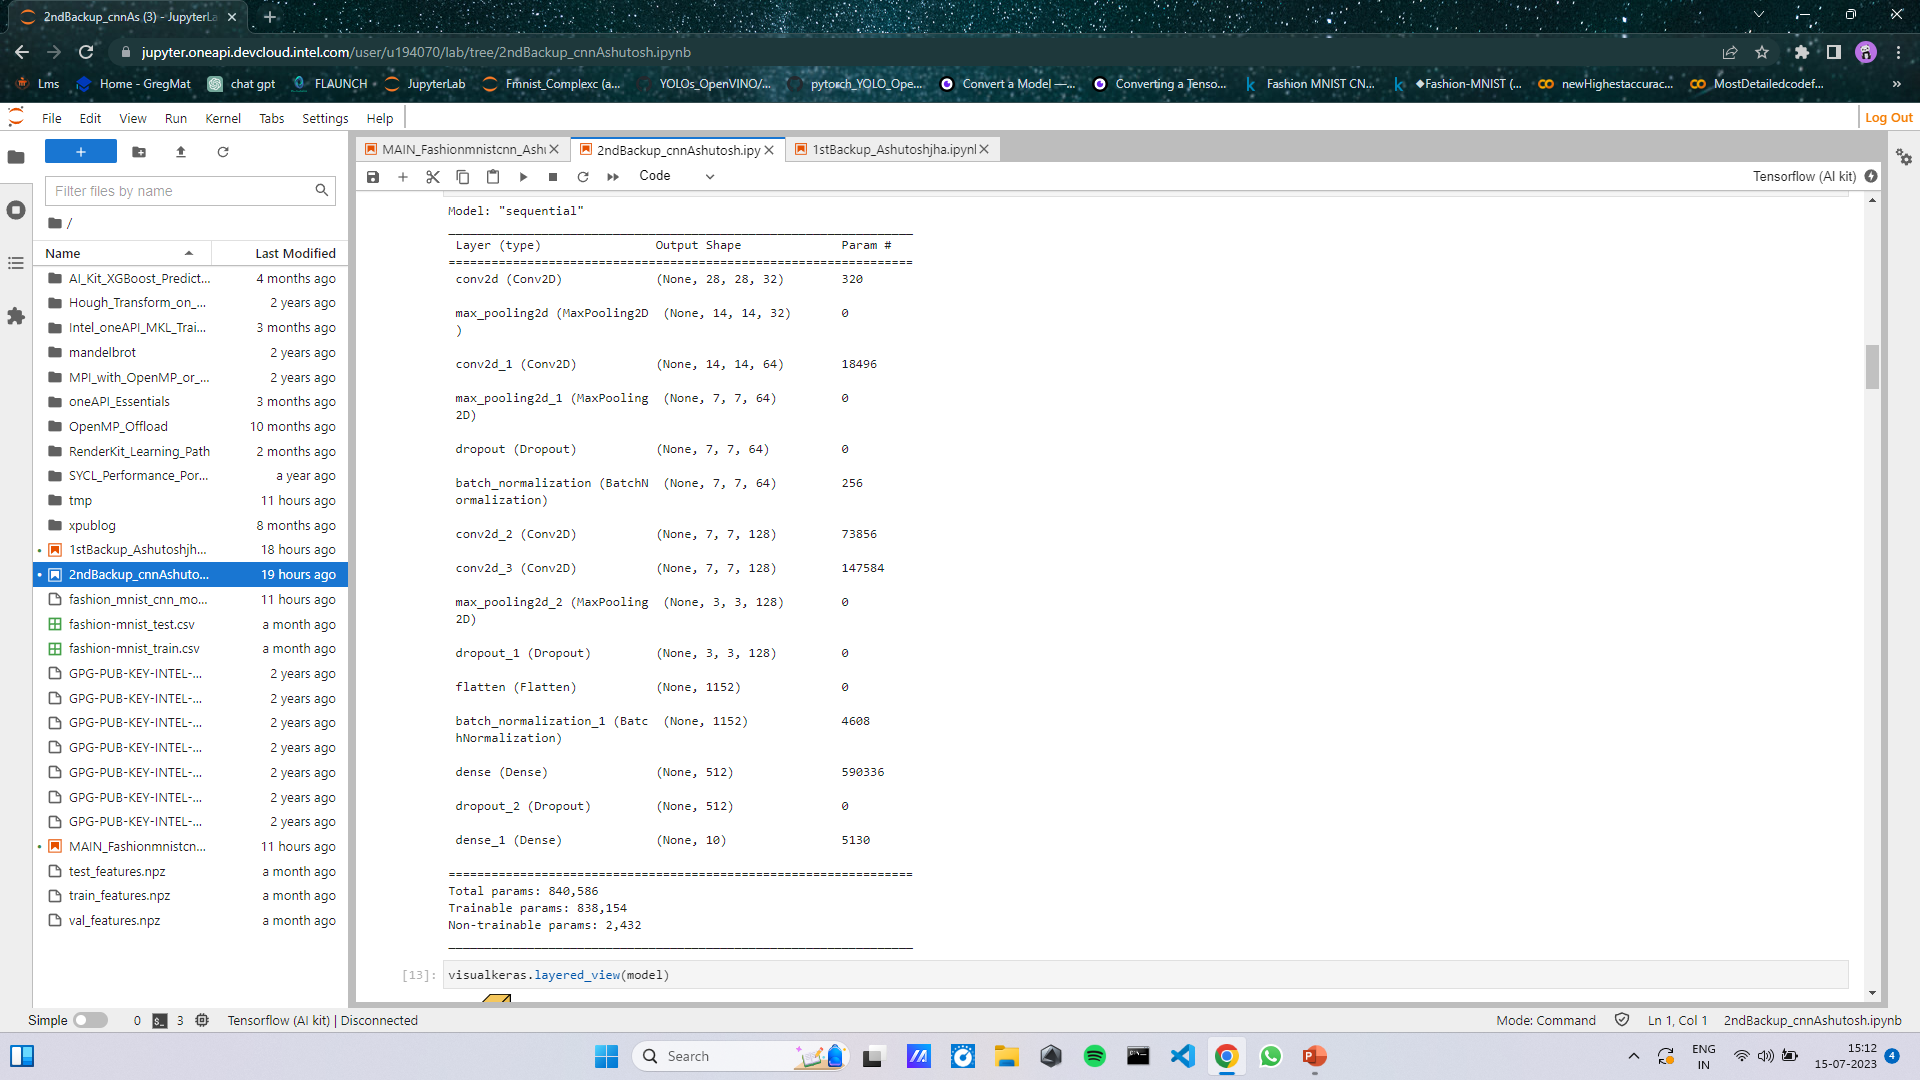 2ndBackup_cnnAs (3) - JupyterLa
jupyter.oneapi.devcloud.intel.com/user/u194070/lab/tree/2ndBackup_cnnAshutosh.ipynb
Lms
Home - GregMat
chat gpt
FLAUNCH
JupyterLab
Fmnist_Complexc (a...
YOLOs_OpenVINO/...
pytorch_YOLO_Ope...
Convert a Model —...
Converting a Tenso...
Fashion MNIST CN...
◆Fashion-MNIST (...
newHighestaccurac...
MostDetailedcodef...
»
File Edit View Run Kernel Tabs Settings Help
Log Out
MAIN_Fashionmnistcnn_Ashu
2ndBackup_cnnAshutosh.ipy
1stBackup_Ashutoshjha.ipynl
Code
Tensorflow (AI kit)
Filter files by name
/
Name Last Modified
AI_Kit_XGBoost_Predict... 4 months ago
Hough_Transform_on_... 2 years ago
Intel_oneAPI_MKL_Trai... 3 months ago
mandelbrot 2 years ago
MPI_with_OpenMP_or_... 2 years ago
oneAPI_Essentials 3 months ago
OpenMP_Offload 10 months ago
RenderKit_Learning_Path 2 months ago
SYCL_Performance_Por... a year ago
tmp 11 hours ago
xpublog 8 months ago
1stBackup_Ashutoshjh... 18 hours ago
2ndBackup_cnnAshuto... 19 hours ago
fashion_mnist_cnn_mo... 11 hours ago
fashion-mnist_test.csv a month ago
fashion-mnist_train.csv a month ago
GPG-PUB-KEY-INTEL-... 2 years ago
GPG-PUB-KEY-INTEL-... 2 years ago
GPG-PUB-KEY-INTEL-... 2 years ago
GPG-PUB-KEY-INTEL-... 2 years ago
GPG-PUB-KEY-INTEL-... 2 years ago
GPG-PUB-KEY-INTEL-... 2 years ago
GPG-PUB-KEY-INTEL-... 2 years ago
MAIN_Fashionmnistcn... 11 hours ago
test_features.npz a month ago
train_features.npz a month ago
val_features.npz a month ago
Model: "sequential"
Layer (type) Output Shape Param #
conv2d (Conv2D) (None, 28, 28, 32) 320
max_pooling2d (MaxPooling2D (None, 14, 14, 32) 0
)
conv2d_1 (Conv2D) (None, 14, 14, 64) 18496
max_pooling2d_1 (MaxPooling (None, 7, 7, 64) 0
2D)
dropout (Dropout) (None, 7, 7, 64) 0
batch_normalization (BatchN (None, 7, 7, 64) 256
ormalization)
conv2d_2 (Conv2D) (None, 7, 7, 128) 73856
conv2d_3 (Conv2D) (None, 7, 7, 128) 147584
max_pooling2d_2 (MaxPooling (None, 3, 3, 128) 0
2D)
dropout_1 (Dropout) (None, 3, 3, 128) 0
flatten (Flatten) (None, 1152) 0
batch_normalization_1 (Batc (None, 1152) 4608
hNormalization)
dense (Dense) (None, 512) 590336
dropout_2 (Dropout) (None, 512) 0
dense_1 (Dense) (None, 10) 5130
Total params: 840,586
Trainable params: 838,154
Non-trainable params: 2,432
[13]: visualkeras.layered_view(model)
Simple 0 3 Tensorflow (AI kit) | Disconnected
Mode: Command Ln 1, Col 1 2ndBackup_cnnAshutosh.ipynb
Search
ENG
IN
15:12
15-07-2023
4